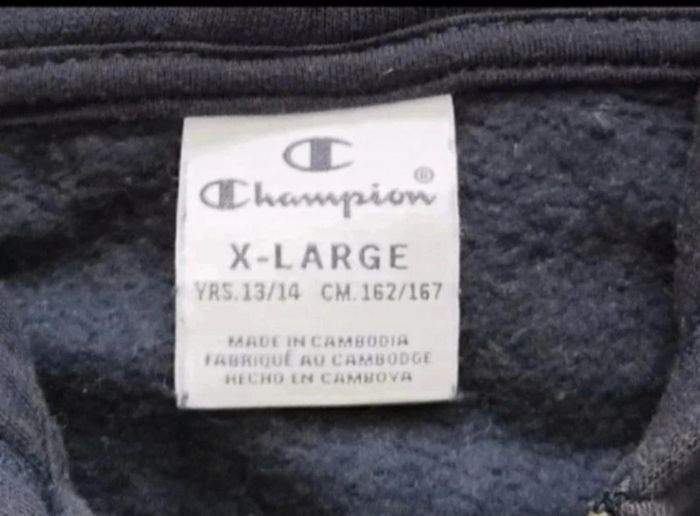 Champion®
X-LARGE
YRS.13/14 CM.162/167
MADE IN CAMBODIA
FABRIQUÉ AU CAMBODGE
HECHO EN CAMBOYA